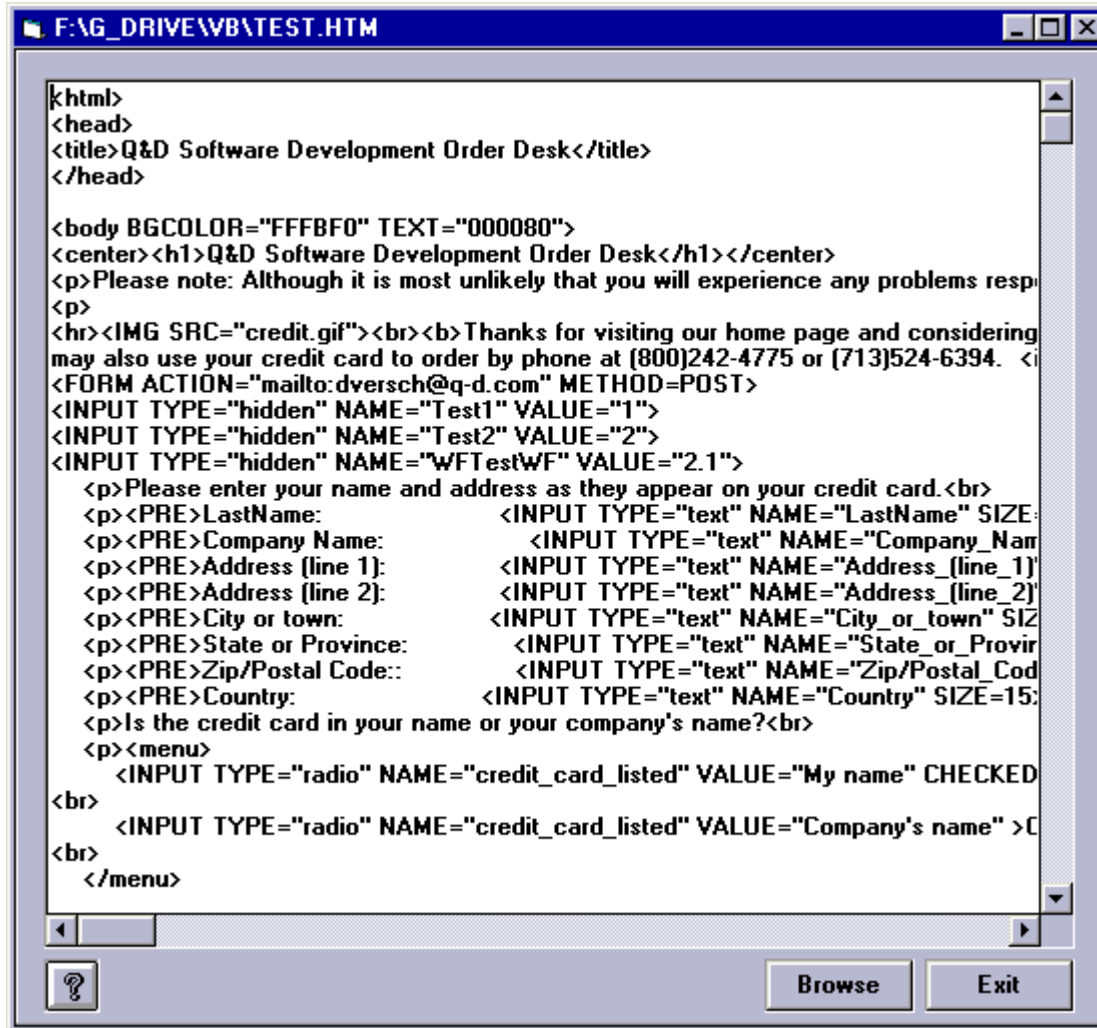 F:\G_DRIVE\VB\TEST.HTM
<html>
<head>
<title>Q&D Software Development Order Desk</title>
</head>
<body BGCOLOR="FFFBF0" TEXT="000080">
<center><h1>Q&D Software Development Order Desk</h1></center>
<p>Please note: Although it is most unlikely that you will experience any problems resp
<p>
<hr><IMG SRC="credit.gif"><br><b>Thanks for visiting our home page and considering
may also use your credit card to order by phone at (800)242-4775 or (713)524-6394.  <i
<FORM ACTION="mailto:dversch@q-d.com" METHOD=POST>
<INPUT TYPE="hidden" NAME="Test1" VALUE="1">
<INPUT TYPE="hidden" NAME="Test2" VALUE="2">
<INPUT TYPE="hidden" NAME="WFTestWF" VALUE="2.1">
<p>Please enter your name and address as they appear on your credit card.<br>
<p><PRE>LastName: <INPUT TYPE="text" NAME="LastName" SIZE=
<p><PRE>Company Name: <INPUT TYPE="text" NAME="Company_Nam
<p><PRE>Address (line 1): <INPUT TYPE="text" NAME="Address_(line_1)"
<p><PRE>Address (line 2): <INPUT TYPE="text" NAME="Address_(line_2)"
<p><PRE>City or town: <INPUT TYPE="text" NAME="City_or_town" SIZ
<p><PRE>State or Province: <INPUT TYPE="text" NAME="State_or_Provin
<p><PRE>Zip/Postal Code:: <INPUT TYPE="text" NAME="Zip/Postal_Cod
<p><PRE>Country: <INPUT TYPE="text" NAME="Country" SIZE=15>
<p>Is the credit card in your name or your company's name?<br>
<p><menu>
<INPUT TYPE="radio" NAME="credit_card_listed" VALUE="My name" CHECKED
<br>
<INPUT TYPE="radio" NAME="credit_card_listed" VALUE="Company's name" >C
<br>
</menu>
?
Browse
Exit